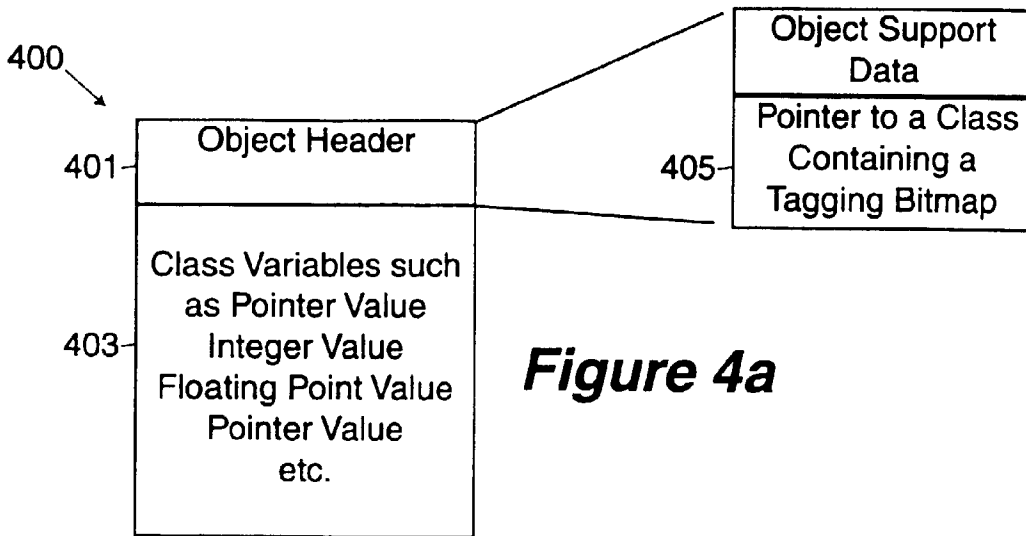 400
Object Header
401
Class Variables such
as Pointer Value
Integer Value
Floating Point Value
Pointer Value
etc.
403
Object Support
Data
Pointer to a Class
Containing a
Tagging Bitmap
405
Figure 4a